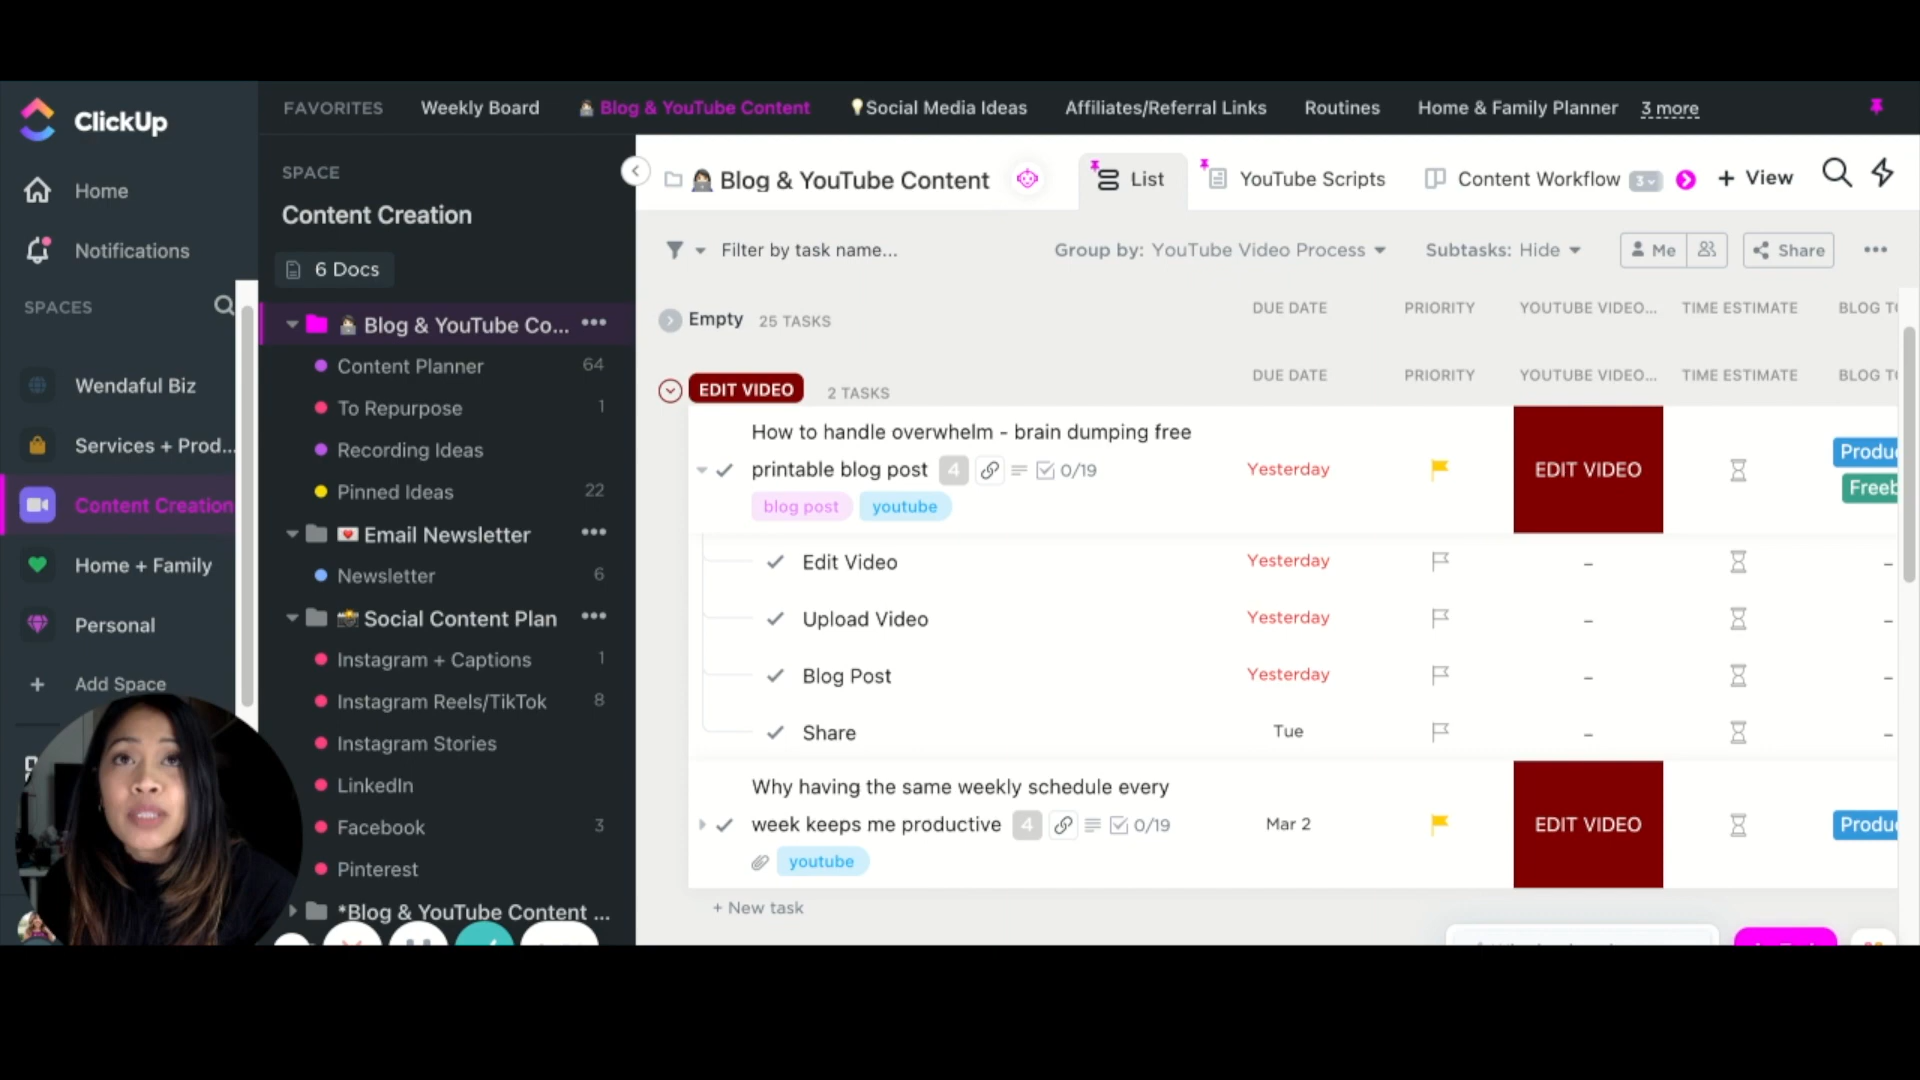 ClickUp
Home
Notifications
SPACES
Wendaful Biz
Services + Prod...
Content Creation
Home + Family
Personal
+ Add Space
FAVORITES
Weekly Board
Blog & YouTube Content
Social Media Ideas
Affiliates/Referral Links
Routines
Home & Family Planner
3 more
SPACE
Content Creation
6 Docs
Blog & YouTube Co... •••
Content Planner 64
To Repurpose 1
Recording Ideas
Pinned Ideas 22
Email Newsletter •••
Newsletter 6
Social Content Plan •••
Instagram + Captions 1
Instagram Reels/TikTok 8
Instagram Stories
LinkedIn
Facebook 3
Pinterest
*Blog & YouTube Content ...
Blog & YouTube Content
List
YouTube Scripts
Content Workflow
3
+ View
Filter by task name...
Group by: YouTube Video Process
Subtasks: Hide
Me
Share
•••
Empty 25 TASKS DUE DATE PRIORITY YOUTUBE VIDEO... TIME ESTIMATE BLOG
EDIT VIDEO 2 TASKS DUE DATE PRIORITY YOUTUBE VIDEO... TIME ESTIMATE BLOG
How to handle overwhelm - brain dumping free
printable blog post 4 0/19 Yesterday EDIT VIDEO
blog post youtube
Edit Video Yesterday – –
Upload Video Yesterday – –
Blog Post Yesterday – –
Share Tue – –
Why having the same weekly schedule every
week keeps me productive 4 0/19 Mar 2 EDIT VIDEO
youtube
+ New task